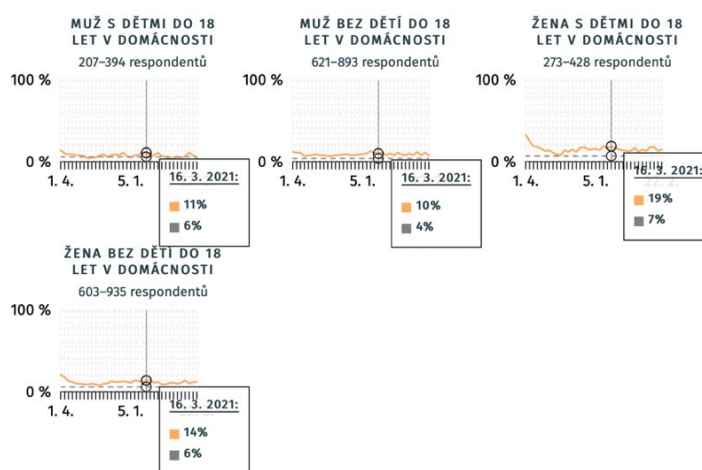 MUŽ S DĚTMI DO 18
LET V DOMÁCNOSTI
207–394 respondentů
100 %
0 %
1. 4.
5. 1.
16. 3. 2021:
11%
6%
MUŽ BEZ DĚTÍ DO 18
LET V DOMÁCNOSTI
621–893 respondentů
100 %
0 %
1. 4.
5. 1.
16. 3. 2021:
10%
4%
ŽENA S DĚTMI DO 18
LET V DOMÁCNOSTI
273–428 respondentů
100 %
0 %
1. 4.
5. 1.
16. 3. 2021:
19%
7%
ŽENA BEZ DĚTÍ DO 18
LET V DOMÁCNOSTI
603–935 respondentů
100 %
0 %
1. 4.
5. 1.
16. 3. 2021:
14%
6%